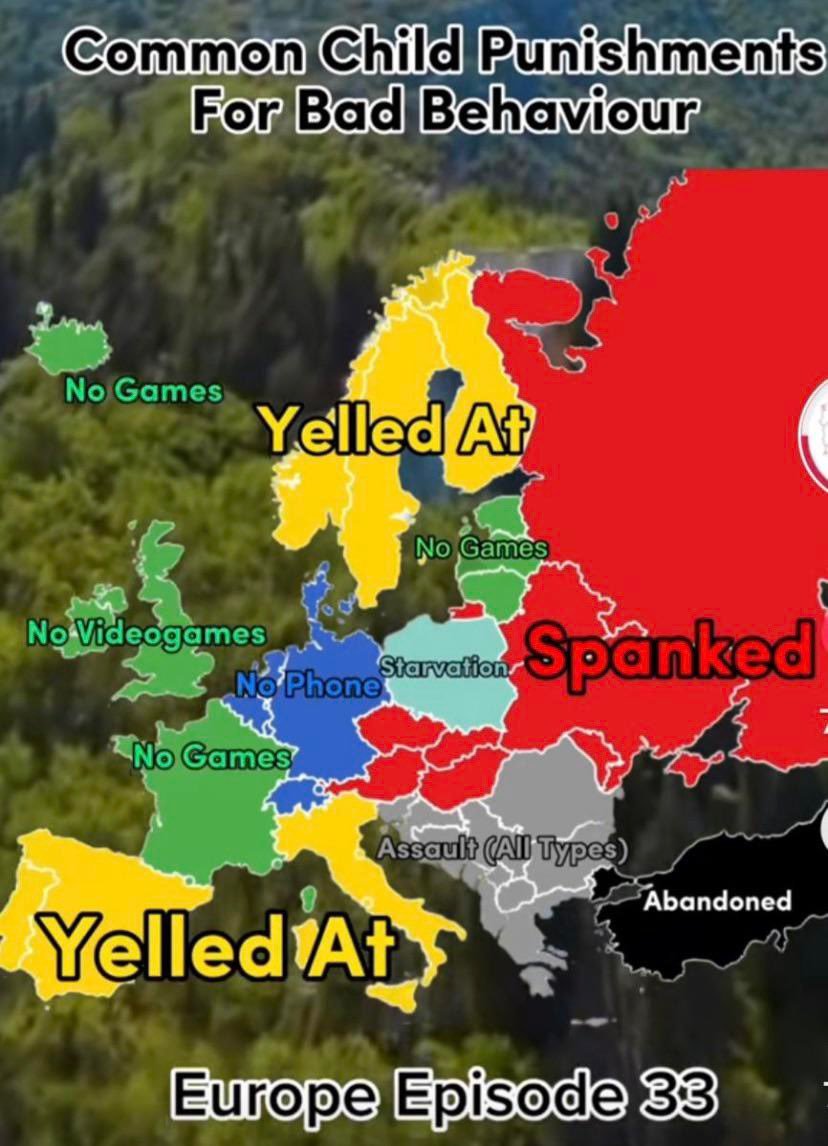 Common Child Punishments
For Bad Behaviour
No Games
Yelled At
No Games
No Videogames
Starvation
Spanked
No Phone
No Games
Assault (All Types)
Abandoned
Yelled At
Europe Episode 33